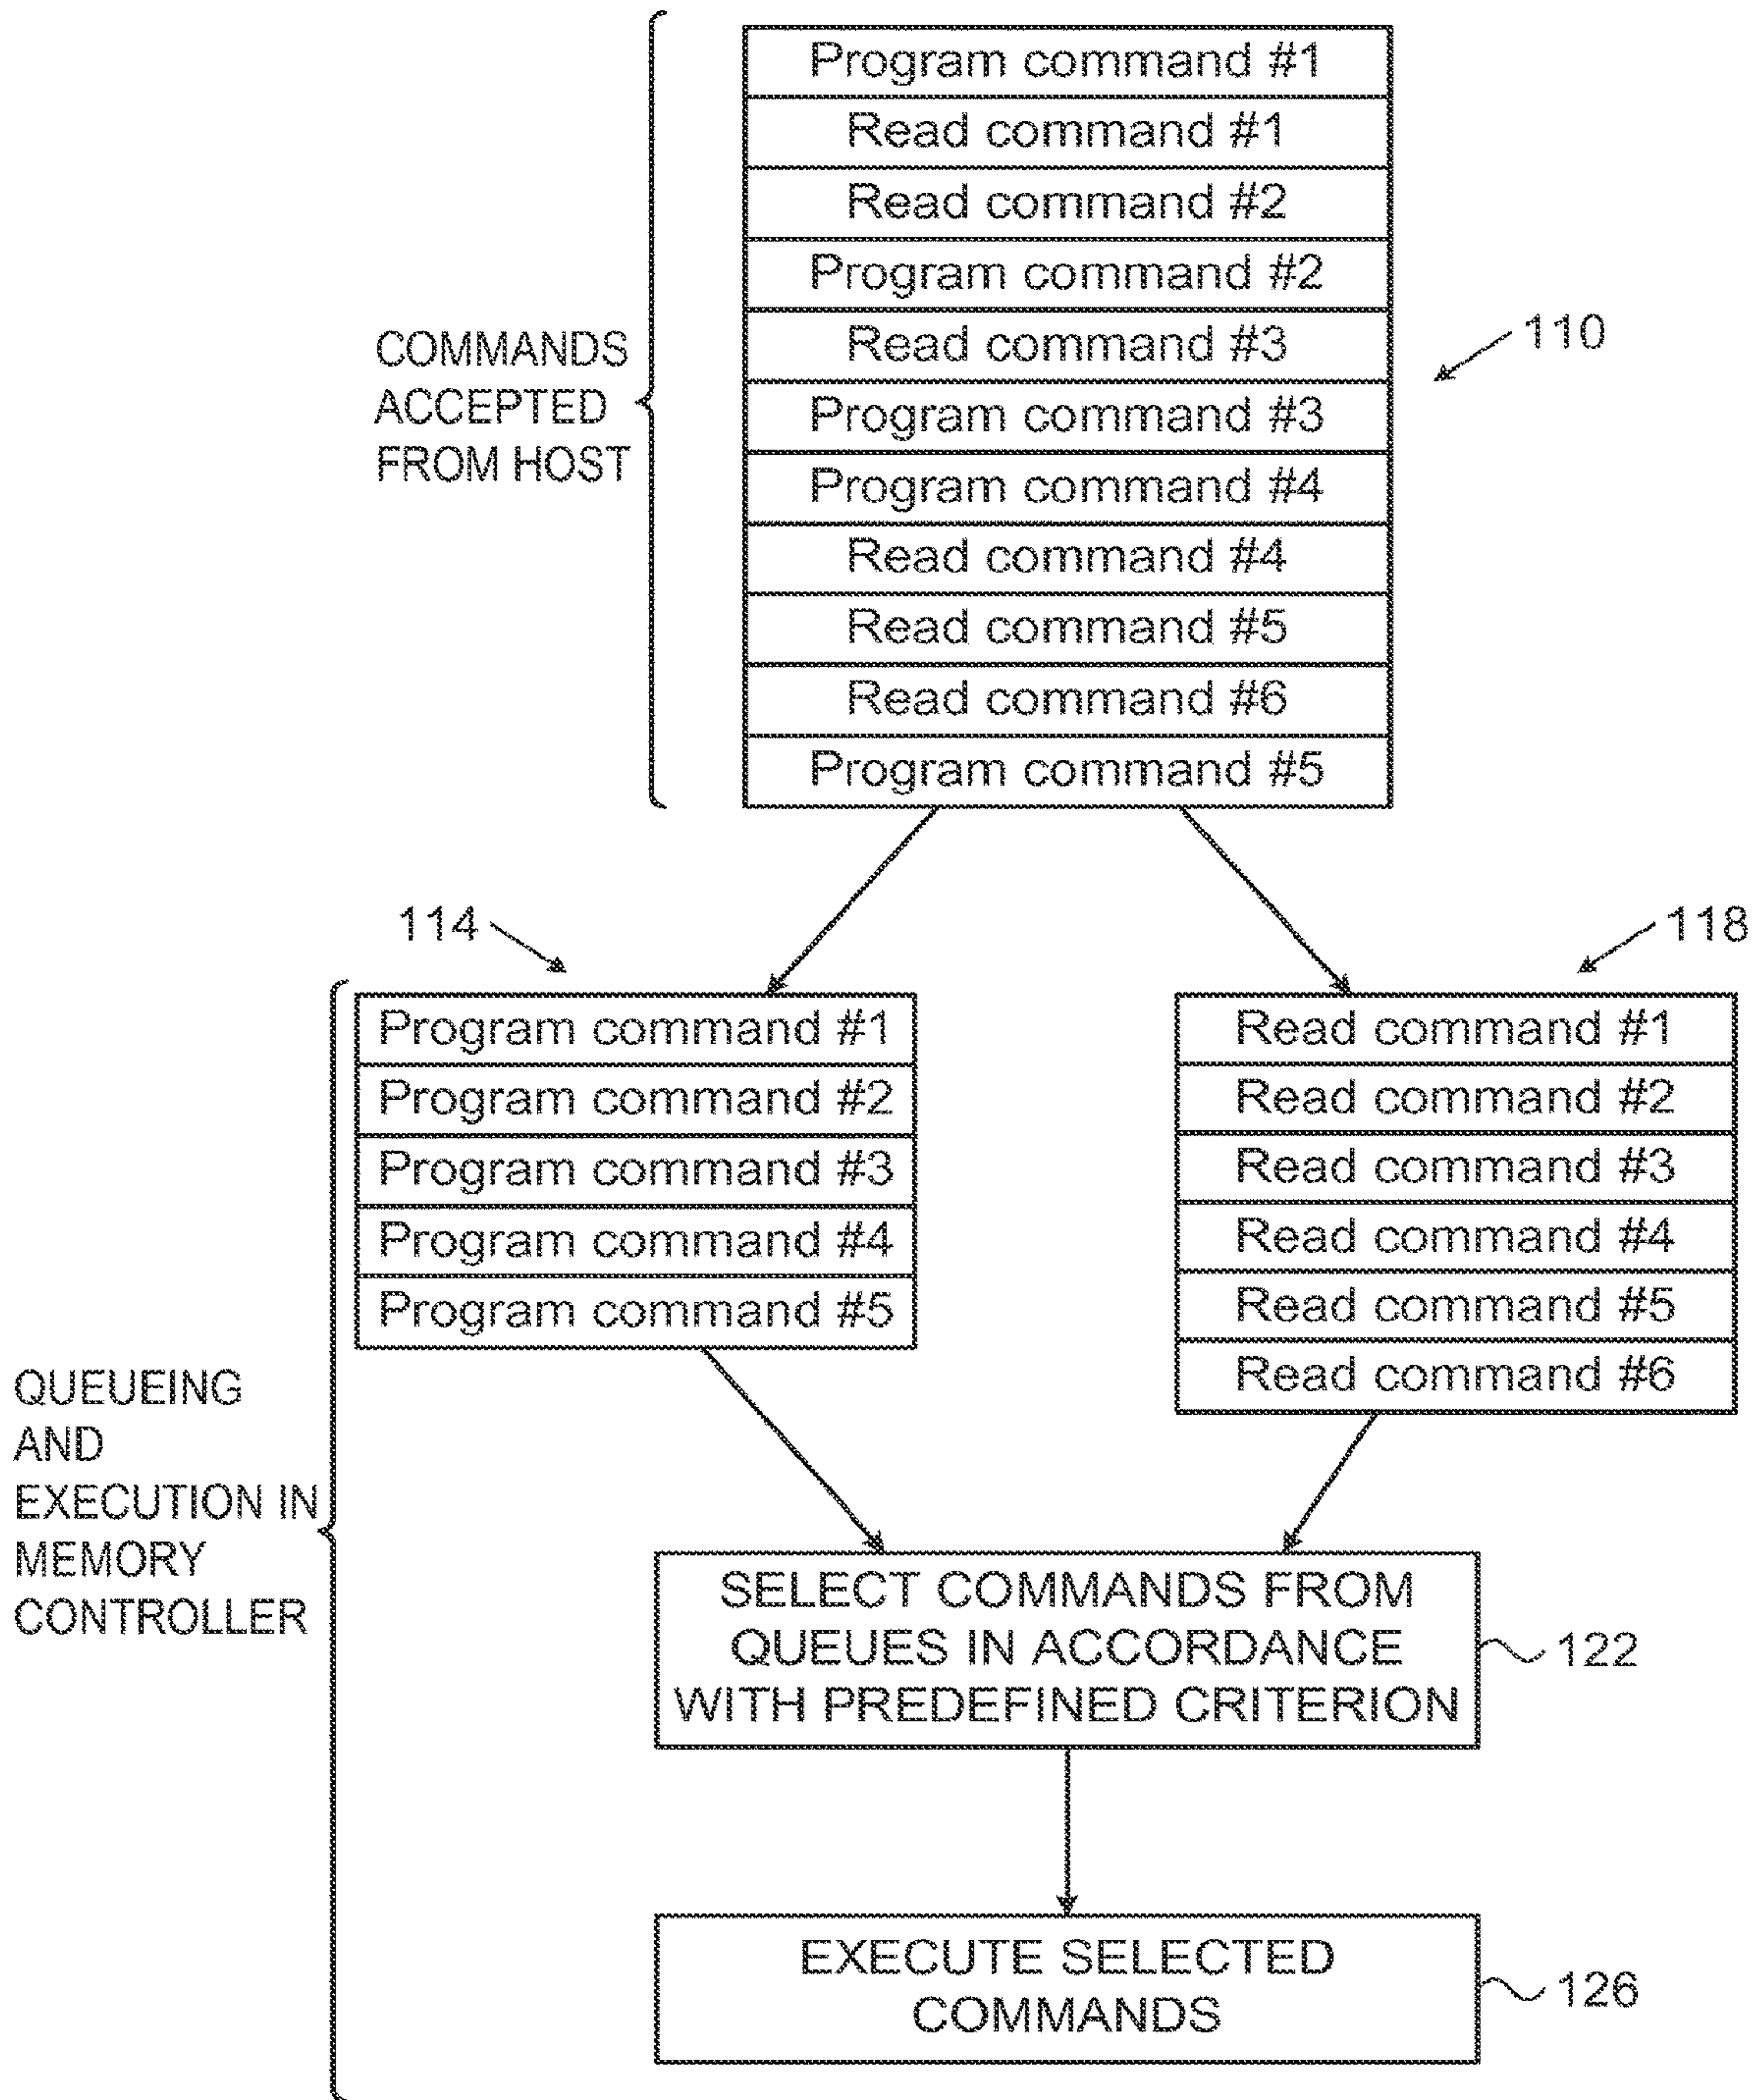 Program command #1
Read command #1
Read command #2
Program command #2
Read command #3
Program command #3
Program command #4
Read command #4
Read command #5
Read command #6
Program command #5
COMMANDS
ACCEPTED
FROM HOST
110
114
118
Program command #1
Program command #2
Program command #3
Program command #4
Program command #5
Read command #1
Read command #2
Read command #3
Read command #4
Read command #5
Read command #6
QUEUEING
AND
EXECUTION IN
MEMORY
CONTROLLER
SELECT COMMANDS FROM
QUEUES IN ACCORDANCE
WITH PREDEFINED CRITERION
122
EXECUTE SELECTED
COMMANDS
126